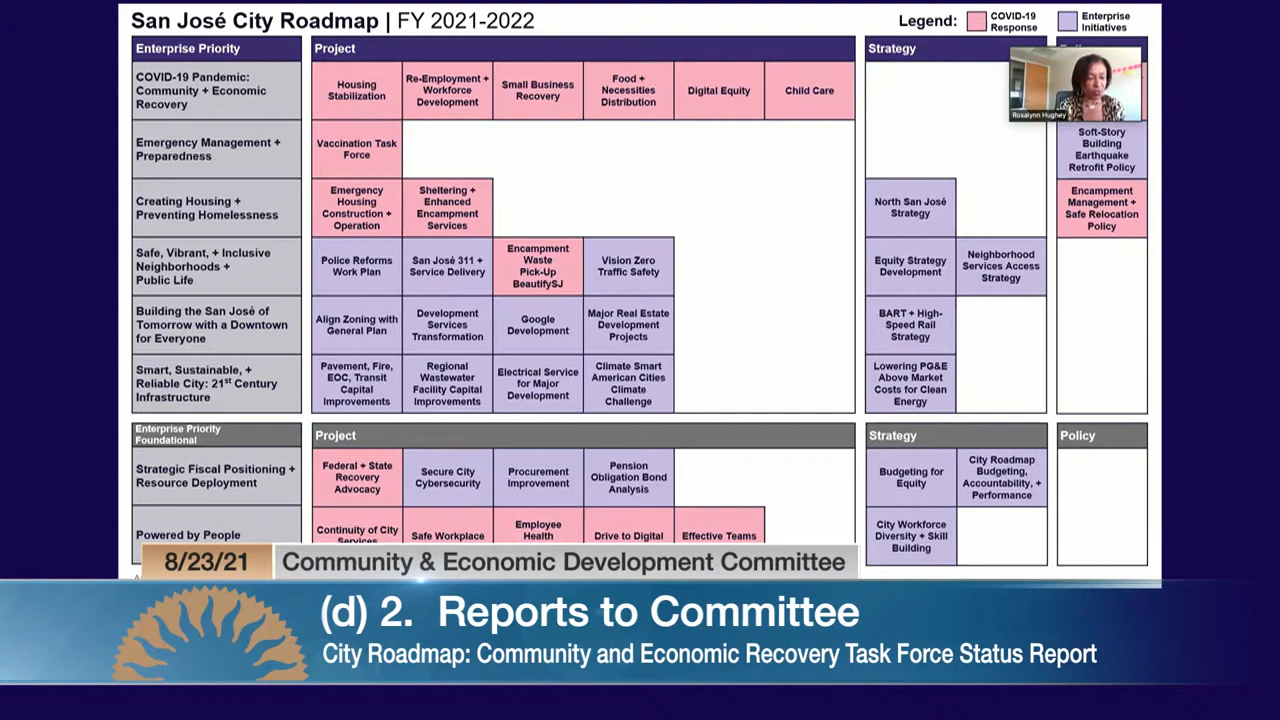 San José City Roadmap | FY 2021-2022
Legend:
COVID-19
Response
Enterprise
Initiatives
Enterprise Priority
Project
Strategy
COVID-19 Pandemic:
Community + Economic
Recovery
Housing
Stabilization
Re-Employment +
Workforce
Development
Small Business
Recovery
Food +
Necessities
Distribution
Digital Equity
Child Care
Rosalynn Hughey
Emergency Management +
Preparedness
Vaccination Task
Force
Soft-Story
Building
Earthquake
Retrofit Policy
Creating Housing +
Preventing Homelessness
Emergency
Housing
Construction +
Operation
Sheltering +
Enhanced
Encampment
Services
North San José
Strategy
Encampment
Management +
Safe Relocation
Policy
Safe, Vibrant, + Inclusive
Neighborhoods +
Public Life
Police Reforms
Work Plan
San José 311 +
Service Delivery
Encampment
Waste
Pick-Up
BeautifySJ
Vision Zero
Traffic Safety
Equity Strategy
Development
Neighborhood
Services Access
Strategy
Building the San José of
Tomorrow with a Downtown
for Everyone
Align Zoning with
General Plan
Development
Services
Transformation
Google
Development
Major Real Estate
Development
Projects
BART + High-
Speed Rail
Strategy
Smart, Sustainable, +
Reliable City: 21st Century
Infrastructure
Pavement, Fire,
EOC, Transit
Capital
Improvements
Regional
Wastewater
Facility Capital
Improvements
Electrical Service
for Major
Development
Climate Smart
American Cities
Climate
Challenge
Lowering PG&E
Above Market
Costs for Clean
Energy
Enterprise Priority
Foundational
Project
Strategy
Policy
Strategic Fiscal Positioning +
Resource Deployment
Federal + State
Recovery
Advocacy
Secure City
Cybersecurity
Procurement
Improvement
Pension
Obligation Bond
Analysis
Budgeting for
Equity
City Roadmap
Budgeting,
Accountability, +
Performance
Powered by People
Continuity of City
Services
Safe Workplace
Employee
Health
Drive to Digital
Effective Teams
City Workforce
Diversity + Skill
Building
8/23/21
Community & Economic Development Committee
(d) 2. Reports to Committee
City Roadmap: Community and Economic Recovery Task Force Status Report